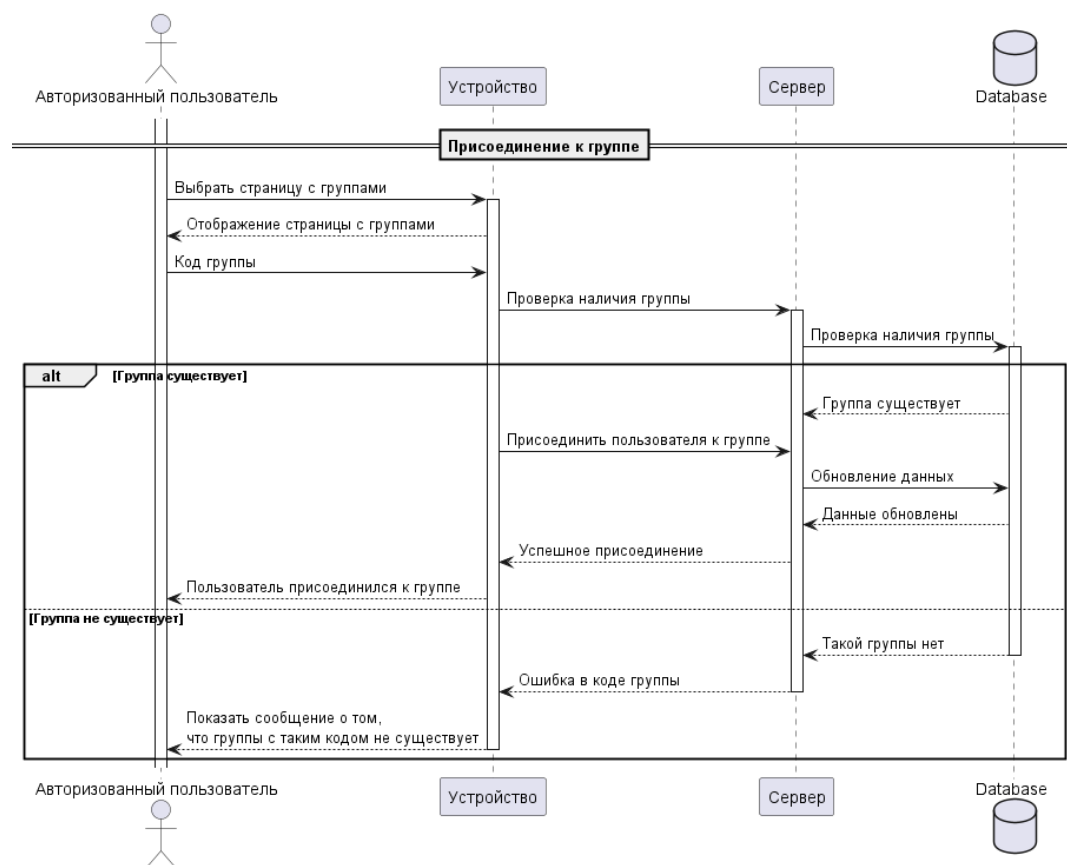 Авторизованный пользователь
Устройство
Сервер
Database
Присоединение к группе
Выбрать страницу с группами
Отображение страницы с группами
Код группы
Проверка наличия группы
Проверка наличия группы
alt
[Группа существует]
Группа существует
Присоединить пользователя к группе
Обновление данных
Данные обновлены
Успешное присоединение
Пользователь присоединился к группе
[Группа не существует]
Такой группы нет
Ошибка в коде группы
Показать сообщение о том,
что группы с таким кодом не существует
Авторизованный пользователь
Устройство
Сервер
Database